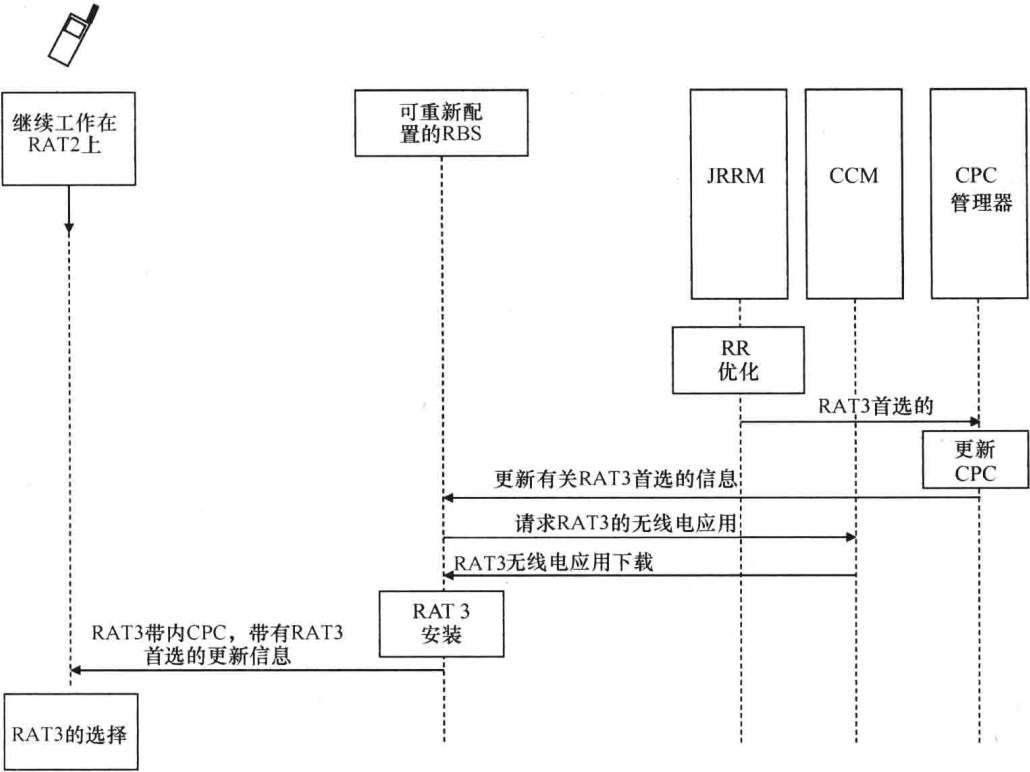 继续工作在
RAT2上
可重新配
置的RBS
JRRM
CCM
CPC
管理器
RR
优化
RAT3首选的
更新
CPC
更新有关RAT3首选的信息
请求RAT3的无线电应用
RAT3无线电应用下载
RAT 3
安装
RAT3带内CPC，带有RAT3
首选的更新信息
RAT3的选择